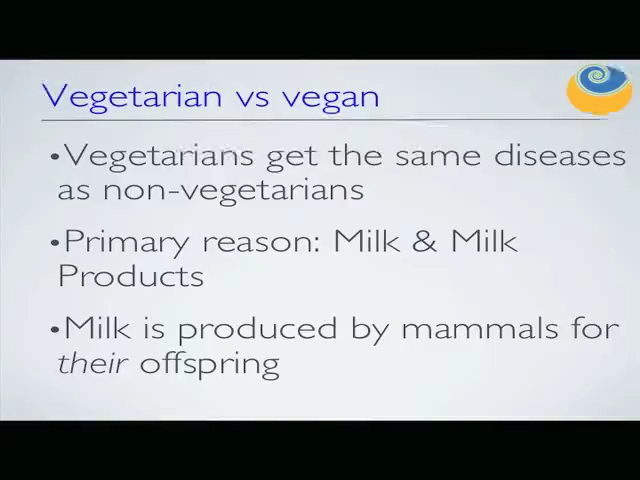 Vegetarian vs vegan
•Vegetarians get the same diseases
as non-vegetarians
•Primary reason: Milk & Milk
Products
•Milk is produced by mammals for
their offspring